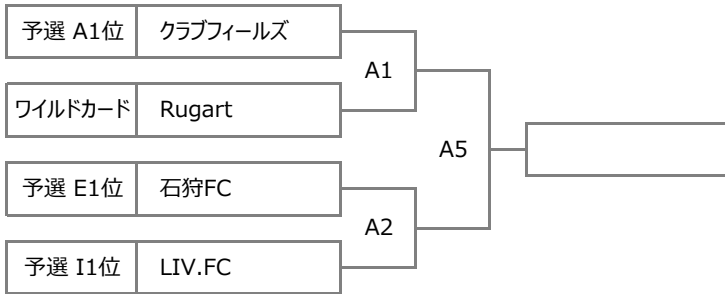 予選 A1位 クラブフィールズ
A1
ワイルドカード Rugart
A5
予選 E1位 石狩FC
A2
予選 I1位 LIV.FC